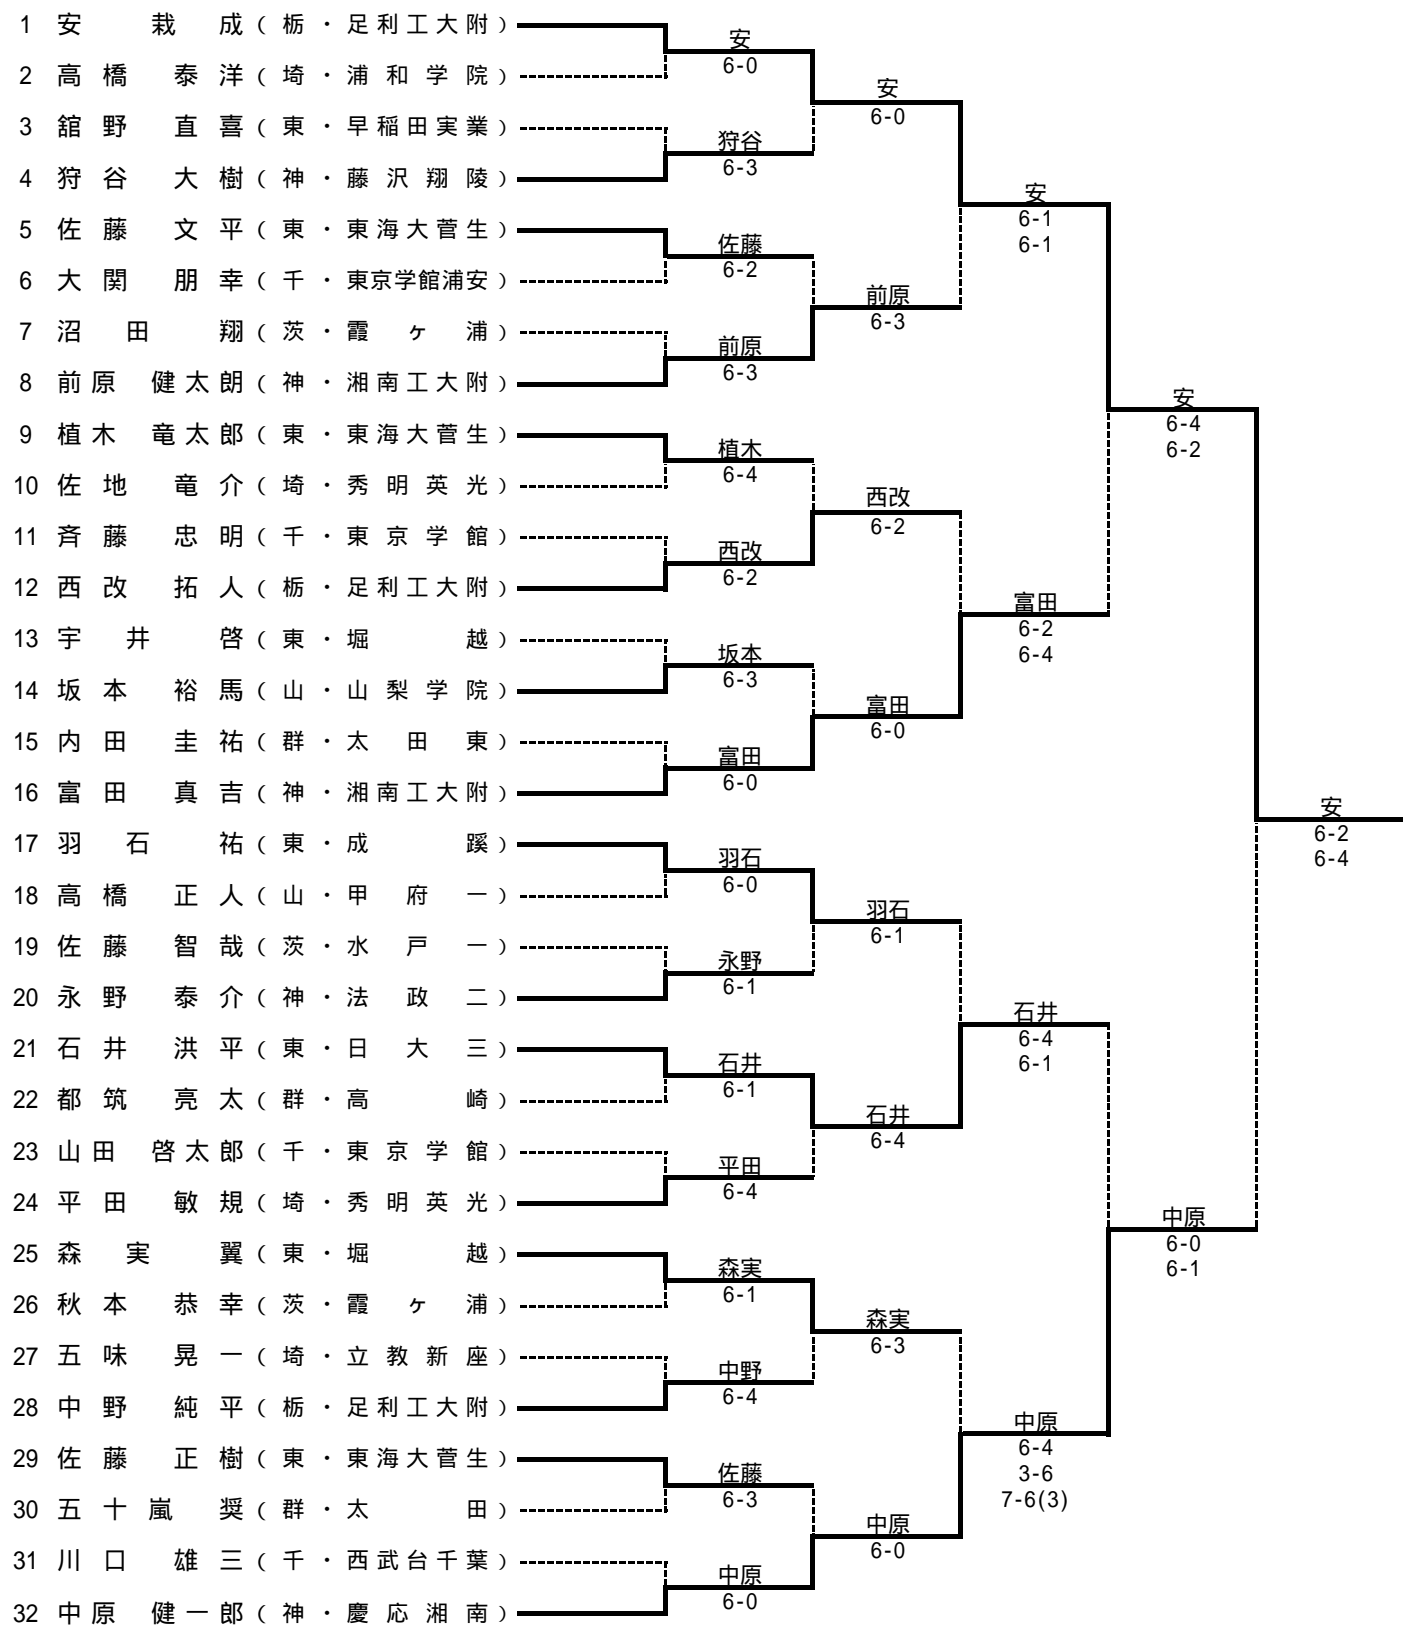 1 安 栽 成 ( 栃 ・ 足利工大附 )
2 高 橋 泰 洋 ( 埼 ・ 浦 和 学 院 )
3 舘 野 直 喜 ( 東 ・ 早稲田実業 )
4 狩 谷 大 樹 ( 神 ・ 藤 沢 翔 陵 )
5 佐 藤 文 平 ( 東 ・ 東海大菅生 )
6 大 関 朋 幸 ( 千 ・ 東京学館浦安 )
7 沼 田 翔 ( 茨 ・ 霞 ヶ 浦 )
8 前 原 健太朗 ( 神 ・ 湘南工大附 )
9 植 木 竜太郎 ( 東 ・ 東海大菅生 )
10 佐 地 竜 介 ( 埼 ・ 秀 明 英 光 )
11 斉 藤 忠 明 ( 千 ・ 東 京 学 館 )
12 西 改 拓 人 ( 栃 ・ 足利工大附 )
13 宇 井 啓 ( 東 ・ 堀 越 )
14 坂 本 裕 馬 ( 山 ・ 山 梨 学 院 )
15 内 田 圭 祐 ( 群 ・ 太 田 東 )
16 富 田 真 吉 ( 神 ・ 湘南工大附 )
17 羽 石 祐 ( 東 ・ 成 蹊 )
18 高 橋 正 人 ( 山 ・ 甲 府 一 )
19 佐 藤 智 哉 ( 茨 ・ 水 戸 一 )
20 永 野 泰 介 ( 神 ・ 法 政 二 )
21 石 井 洪 平 ( 東 ・ 日 大 三 )
22 都 筑 亮 太 ( 群 ・ 高 崎 )
23 山 田 啓太郎 ( 千 ・ 東 京 学 館 )
24 平 田 敏 規 ( 埼 ・ 秀 明 英 光 )
25 森 実 翼 ( 東 ・ 堀 越 )
26 秋 本 恭 幸 ( 茨 ・ 霞 ヶ 浦 )
27 五 味 晃 一 ( 埼 ・ 立 教 新 座 )
28 中 野 純 平 ( 栃 ・ 足利工大附 )
29 佐 藤 正 樹 ( 東 ・ 東海大菅生 )
30 五 十 嵐 奨 ( 群 ・ 太 田 )
31 川 口 雄 三 ( 千 ・ 西武台千葉 )
32 中 原 健一郎 ( 神 ・ 慶 応 湘 南 )
安
6-0
狩谷
6-3
佐藤
6-2
前原
6-3
植木
6-4
西改
6-2
坂本
6-3
富田
6-0
羽石
6-0
永野
6-1
石井
6-1
平田
6-4
森実
6-1
中野
6-4
佐藤
6-3
中原
6-0
安
6-0
前原
6-3
西改
6-2
富田
6-0
羽石
6-1
石井
6-4
森実
6-3
中原
6-0
安
6-1
6-1
富田
6-2
6-4
石井
6-4
6-1
中原
6-4
3-6
7-6(3)
安
6-4
6-2
中原
6-0
6-1
安
6-2
6-4